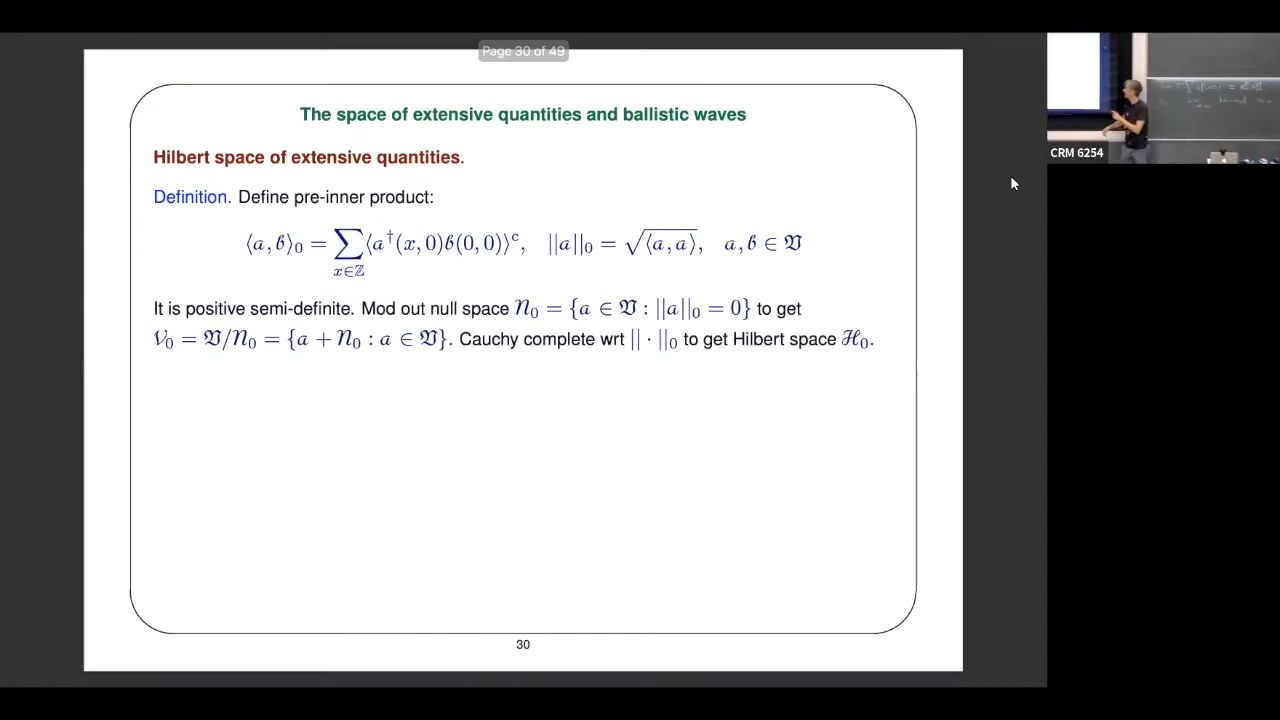 Page 30 of 49
The space of extensive quantities and ballistic waves
Hilbert space of extensive quantities.
Definition. Define pre-inner product:
⟨a, b⟩₀ = ∑_{x∈ℤ} ⟨a†(x, 0)b(0, 0)⟩ᶜ, ||a||₀ = √⟨a, a⟩, a, b ∈ 𝔙
It is positive semi-definite. Mod out null space 𝒩₀ = {a ∈ 𝔙 : ||a||₀ = 0} to get
𝒱₀ = 𝔙/𝒩₀ = {a + 𝒩₀ : a ∈ 𝔙}. Cauchy complete wrt || · ||₀ to get Hilbert space ℋ₀.
30
CRM 6254